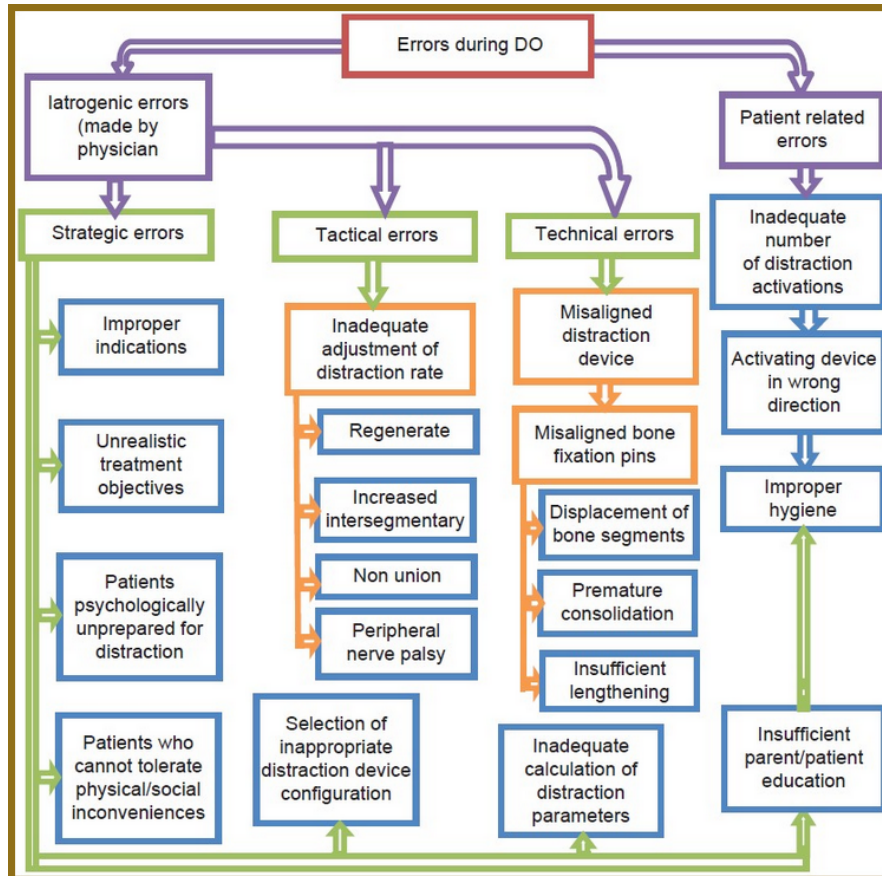 Errors during DO
Iatrogenic errors
(made by
physician
Patient related
errors
Strategic errors
Tactical errors
Technical errors
Inadequate
number
of distraction
activations
Improper
indications
Inadequate
adjustment of
distraction rate
Misaligned
distraction
device
Activating device
in wrong
direction
Unrealistic
treatment
objectives
Regenerate
Increased
intersegmentary
Non union
Peripheral
nerve palsy
Misaligned bone
fixation pins
Displacement of
bone segments
Premature
consolidation
Insufficient
lengthening
Improper
hygiene
Patients
psychologically
unprepared for
distraction
Patients who
cannot tolerate
physical/social
inconveniences
Selection of
inappropriate
distraction device
configuration
Inadequate
calculation of
distraction
parameters
Insufficient
parent/patient
education